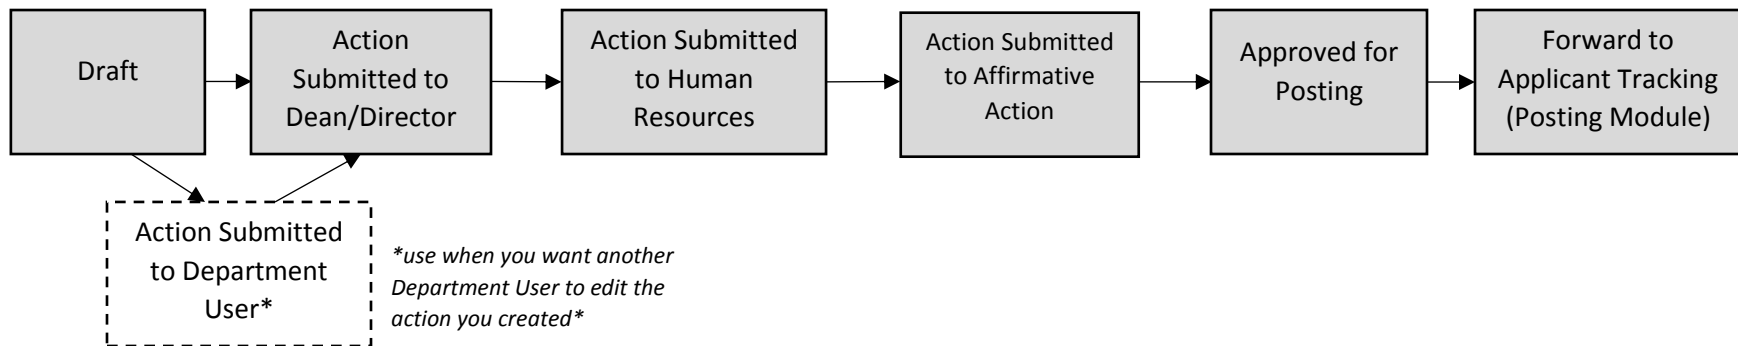 Draft
Action
Submitted to
Dean/Director
Action Submitted
to Human
Resources
Action Submitted
to Affirmative
Action
Approved for
Posting
Forward to
Applicant Tracking
(Posting Module)
Action Submitted
to Department
User*
*use when you want another
Department User to edit the
action you created*